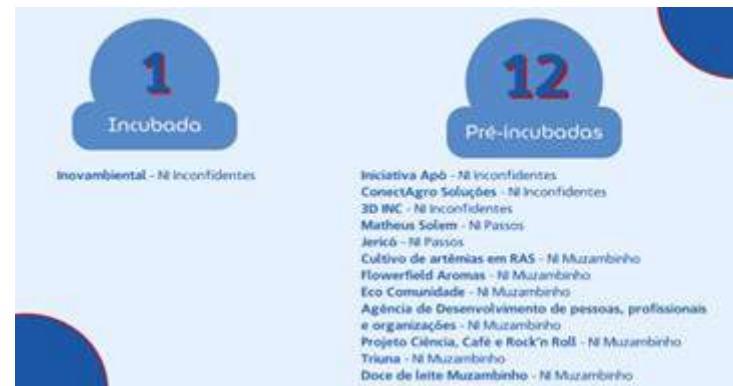 1
Incubada
Inovambiental - NI Inconfidentes
12
Pré-incubadas
Iniciativa Apó - NI Inconfidentes
ConectAgro Soluções - NI Inconfidentes
3D INC - NI Inconfidentes
Matheus Solem - NI Passos
Jericó - NI Passos
Cultivo de artêmias em RAS - NI Muzambinho
Flowerfield Aromas - NI Muzambinho
Eco Comunidade - NI Muzambinho
Agência de Desenvolvimento de pessoas, profissionais
e organizações - NI Muzambinho
Projeto Ciência, Café e Rock'n Roll - NI Muzambinho
Triuna - NI Muzambinho
Doce de leite Muzambinho - NI Muzambinho